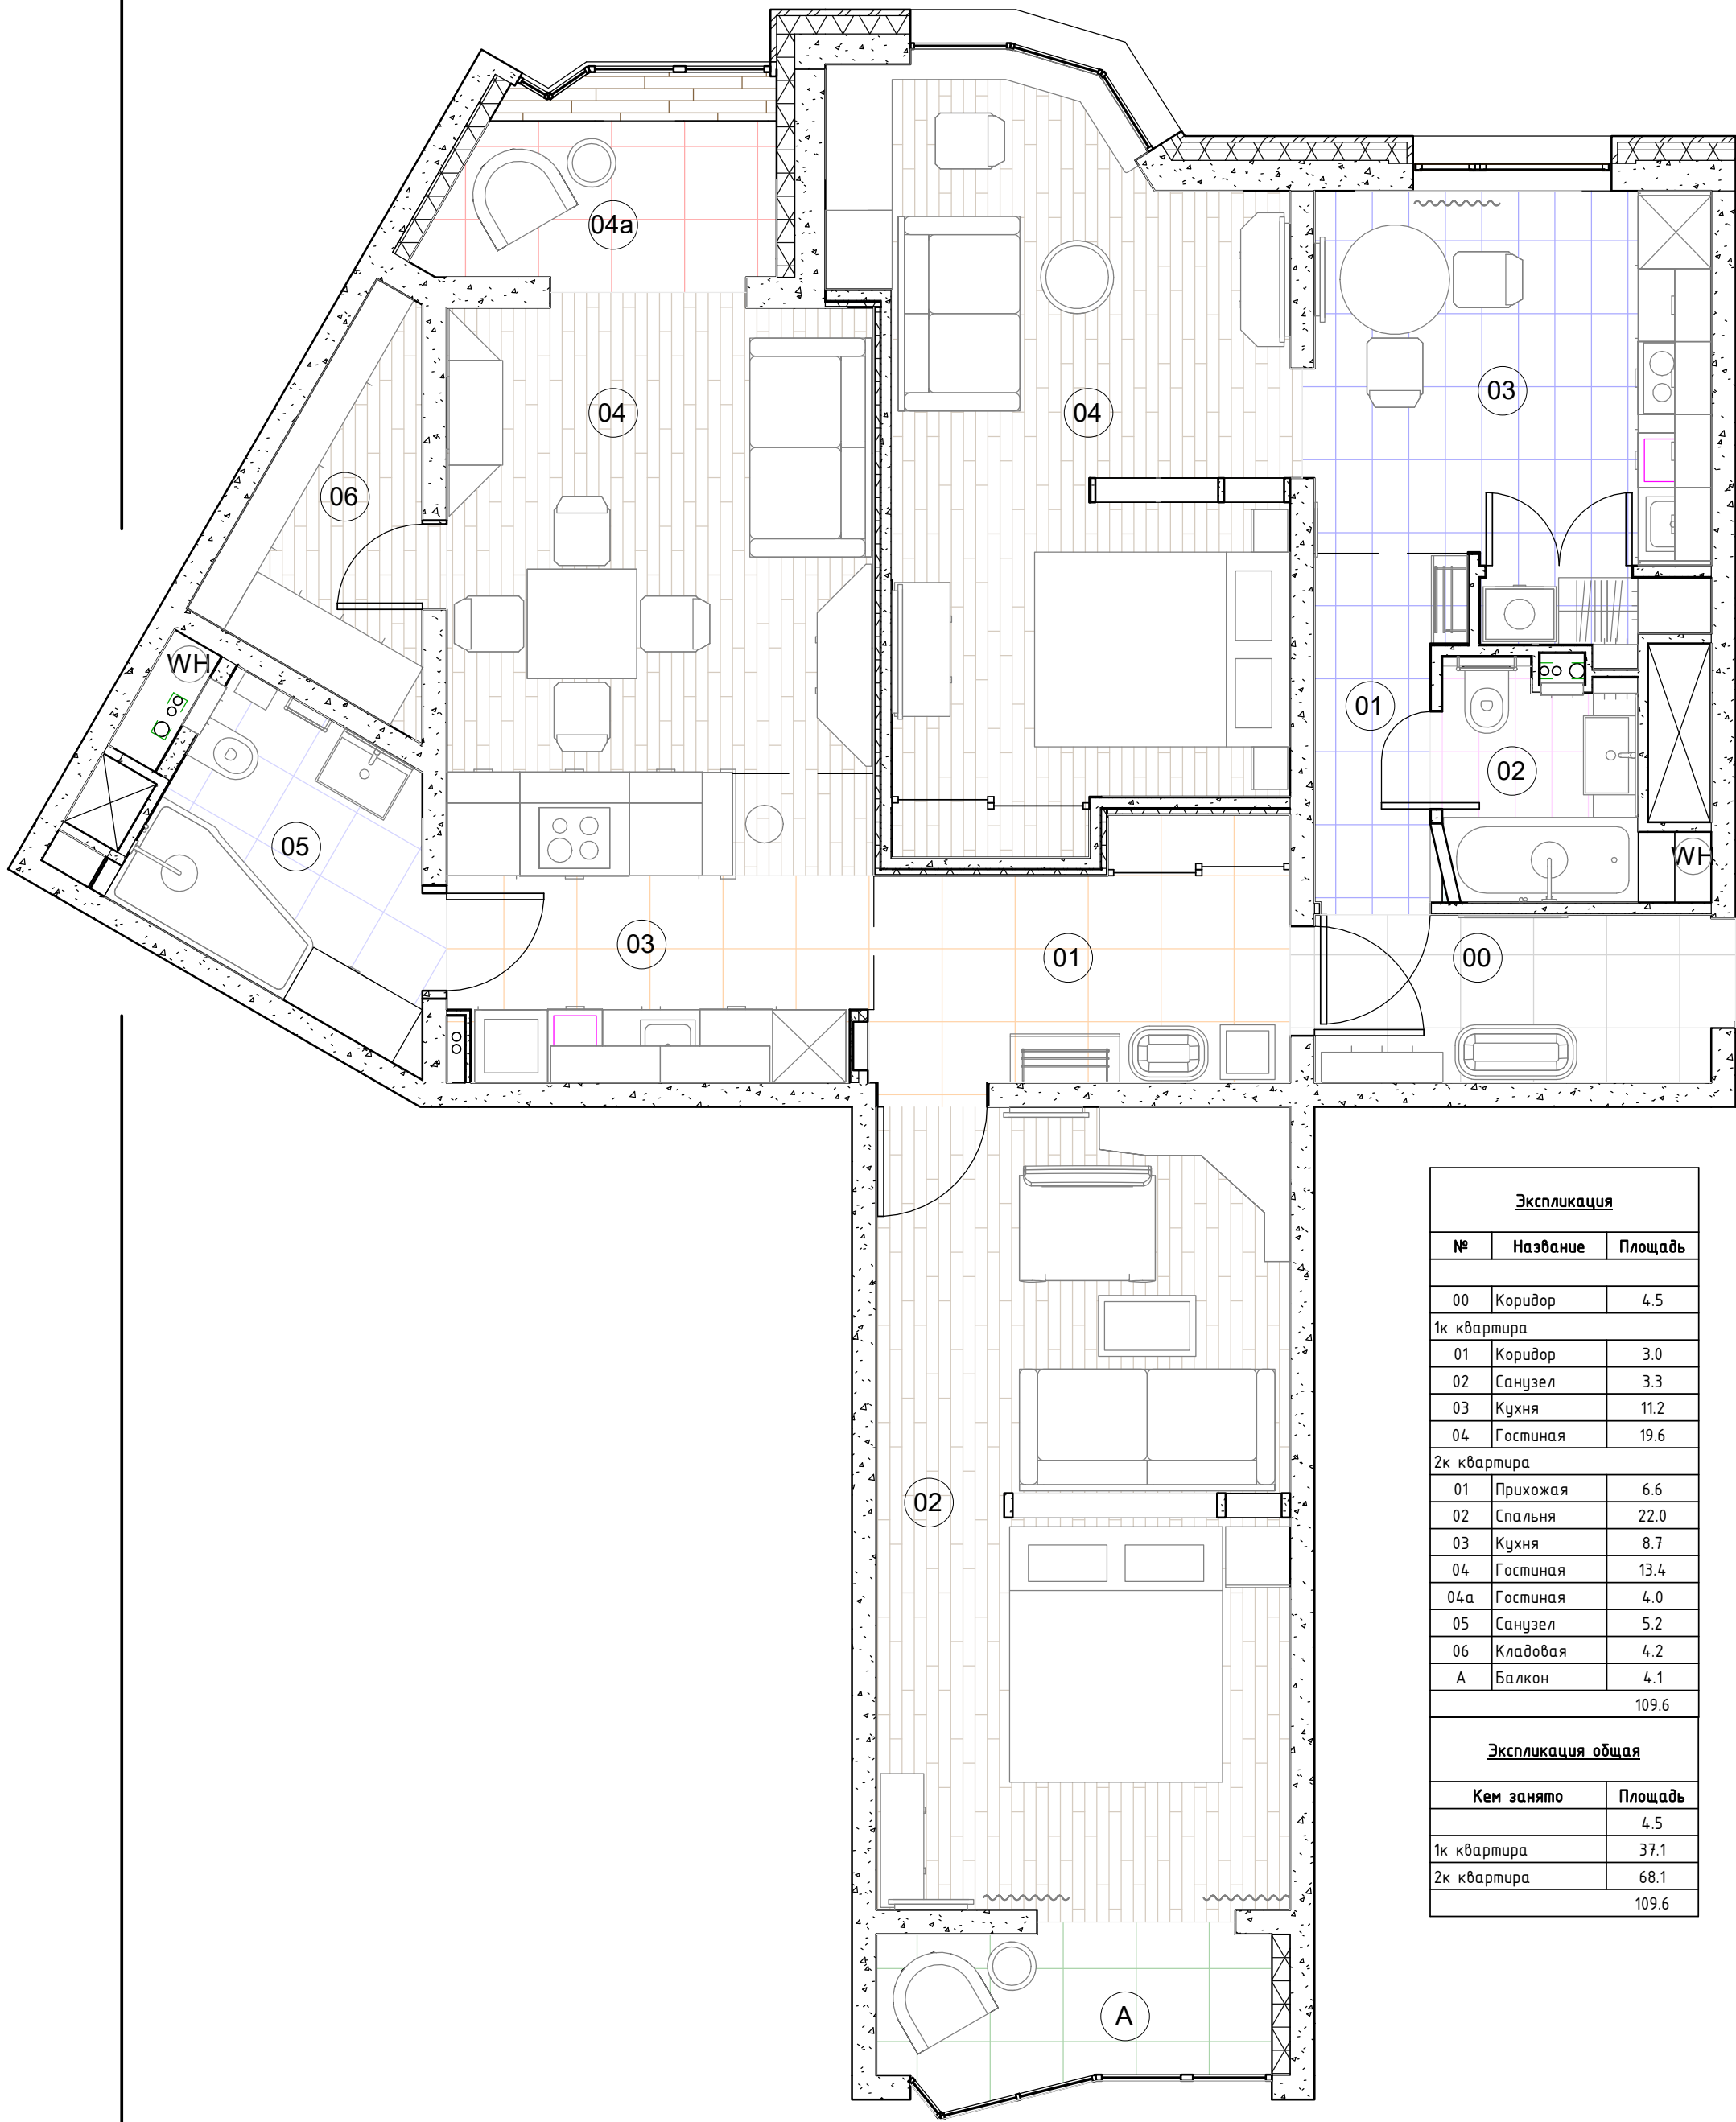 04a
04
04
03
06
WH
01
02
05
WH
03
01
00
Экспликация
№ Название Площадь
00 Коридор 4.5
1к квартира
01 Коридор 3.0
02 Санузел 3.3
03 Кухня 11.2
04 Гостиная 19.6
2к квартира
01 Прихожая 6.6
02 Спальня 22.0
03 Кухня 8.7
04 Гостиная 13.4
04а Гостиная 4.0
05 Санузел 5.2
06 Кладовая 4.2
А Балкон 4.1
109.6
Экспликация общая
Кем занято Площадь
4.5
1к квартира 37.1
2к квартира 68.1
109.6
02
A